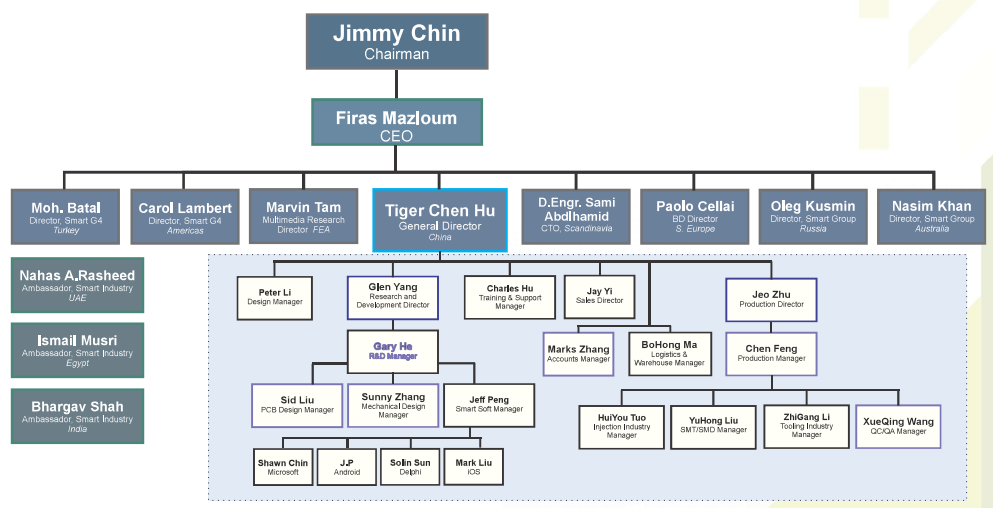 Jimmy Chin
Chairman
Firas Mazloum
CEO
Moh. Batal
Director, Smart G4
Turkey
Carol Lambert
Director, Smart G4
Americas
Marvin Tam
Multimedia Research
Director FEA
Tiger Chen Hu
General Director
China
D.Engr. Sami
Abdlhamid
CTO, Scandinavia
Paolo Cellai
BD Director
S. Europe
Oleg Kusmin
Director, Smart Group
Russia
Nasim Khan
Director, Smart Group
Australia
Nahas A.Rasheed
Ambassador, Smart Industry
UAE
Ismail Musri
Ambassador, Smart Industry
Egypt
Bhargav Shah
Ambassador, Smart Industry
India
Peter Li
Design Manager
Glen Yang
Research and
Development Director
Charles Hu
Training & Support
Manager
Jay Yi
Sales Director
Jeo Zhu
Production Director
Gary He
R&D Manager
Marks Zhang
Accounts Manager
BoHong Ma
Logistics &
Warehouse Manager
Chen Feng
Production Manager
Sid Liu
PCB Design Manager
Sunny Zhang
Mechanical Design
Manager
Jeff Peng
Smart Soft Manager
HuiYou Tuo
Injection Industry
Manager
YuHong Liu
SMT/SMD Manager
ZhiGang Li
Tooling Industry
Manager
XueQing Wang
QC/QA Manager
Shawn Chin
Microsoft
J.P
Android
Solin Sun
Delphi
Mark Liu
iOS